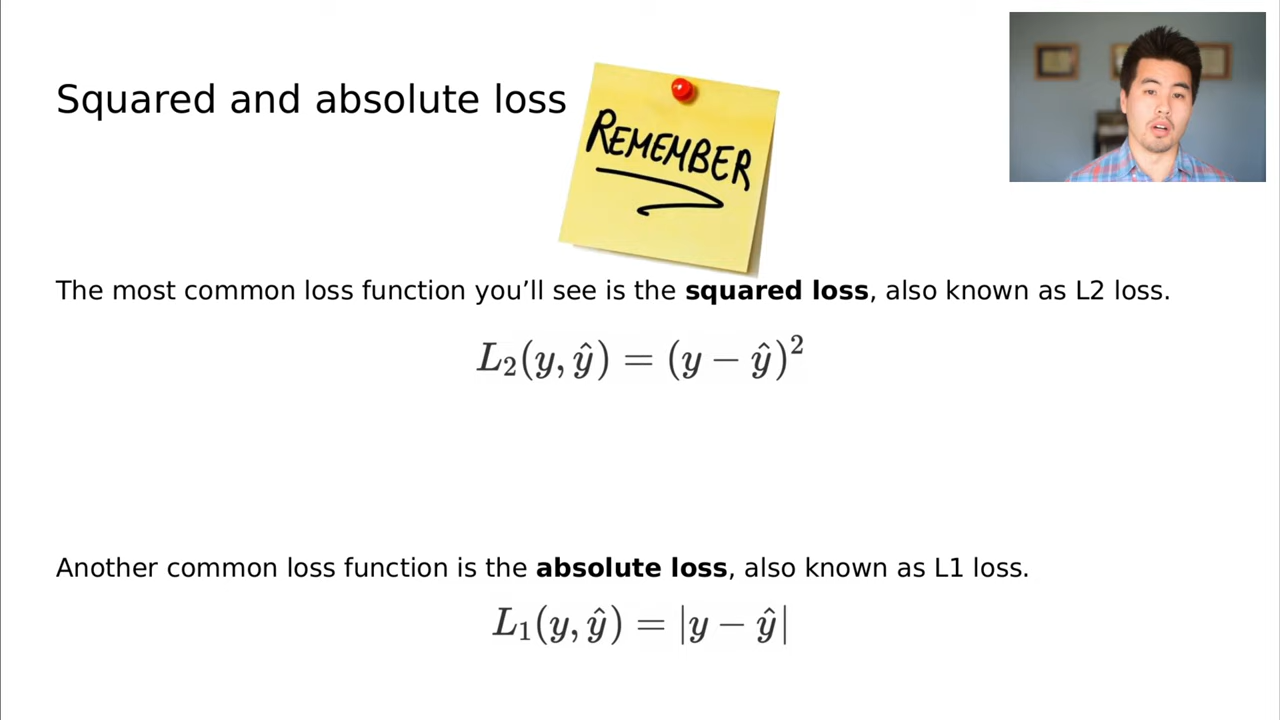 Squared and absolute loss
REMEMBER
The most common loss function you’ll see is the squared loss, also known as L2 loss.
L₂(y, ŷ) = (y − ŷ)²
Another common loss function is the absolute loss, also known as L1 loss.
L₁(y, ŷ) = |y − ŷ|